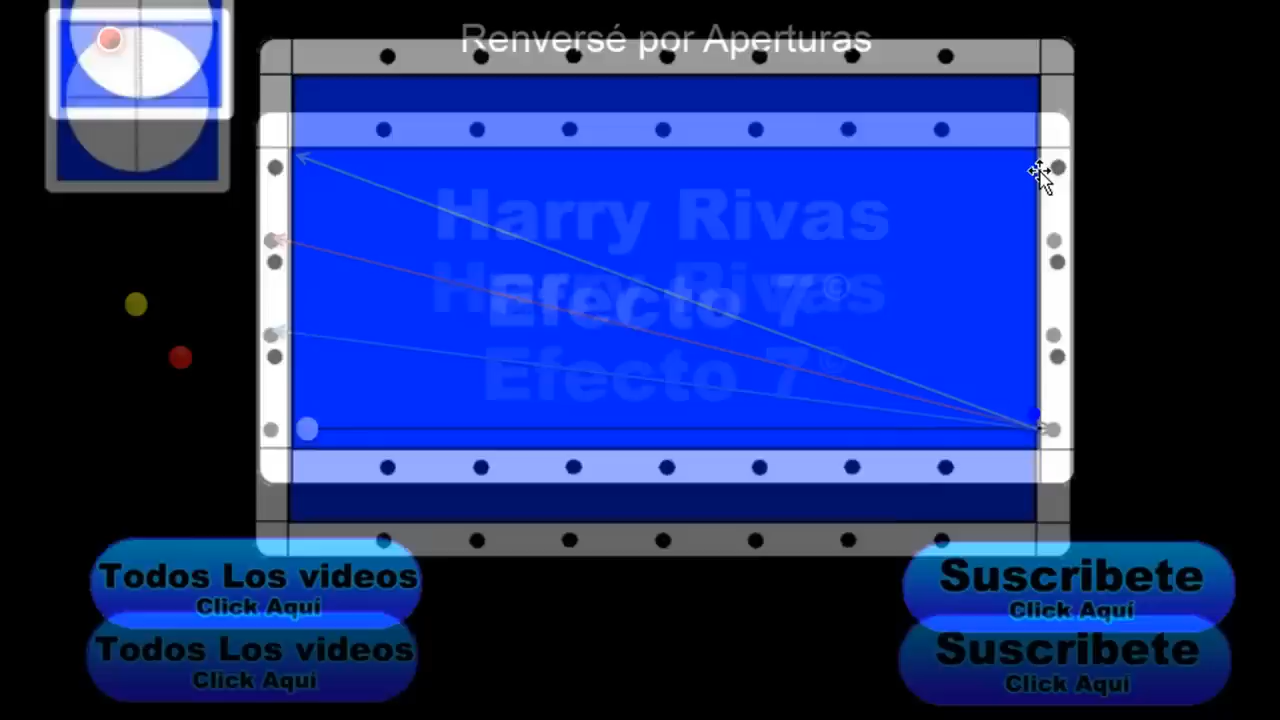 Renversé por Aperturas
Harry Rivas
Harry Rivas
Efecto 7©
Efecto 7©
Todos Los videos
Click Aquí
Suscribete
Click Aquí
Todos Los videos
Click Aquí
Suscribete
Click Aquí